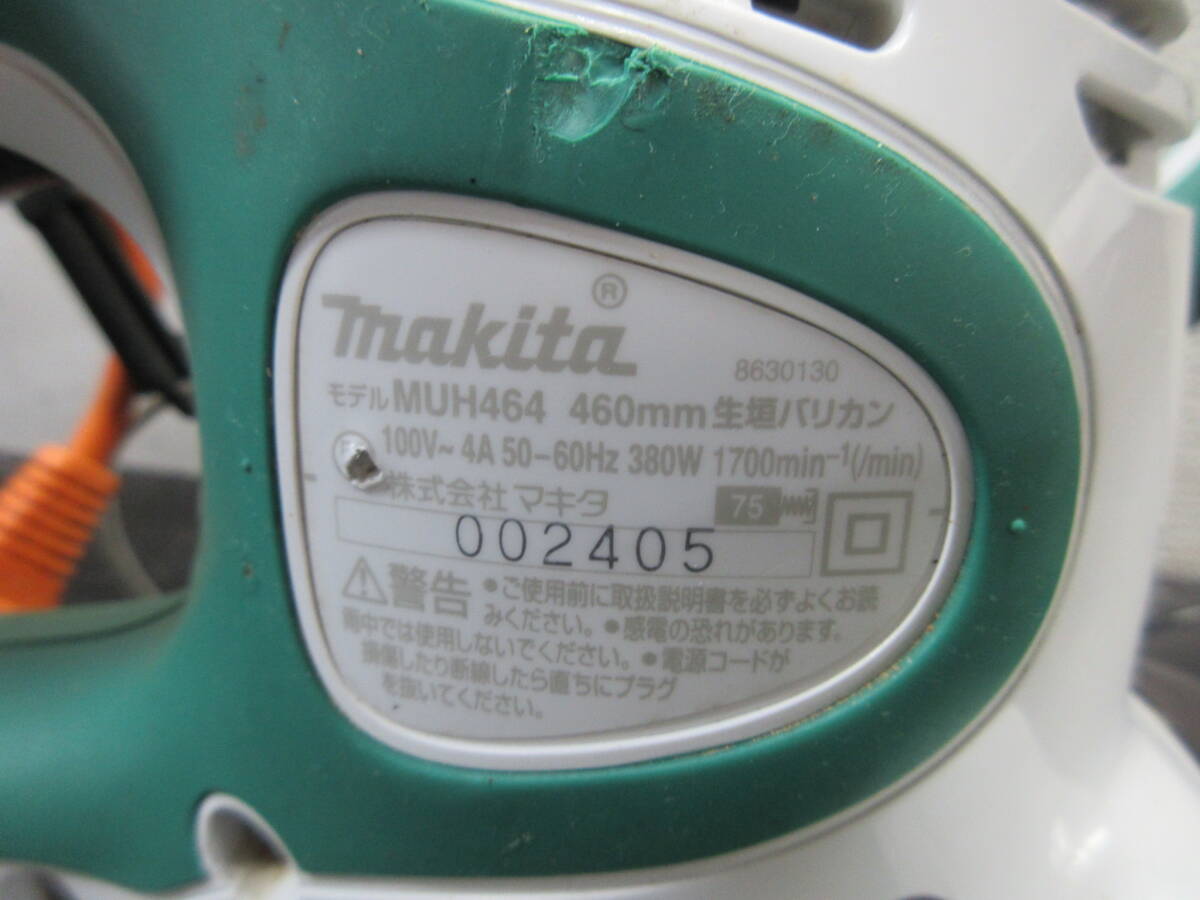 makita ®
8630130
モデル MUH464 460mm 生垣バリカン
100V~ 4A 50-60Hz 380W 1700min⁻¹(/min)
株式会社 マキタ
75
002405
警告 •ご使用前に取扱説明書を必ずよくお読
みください。•感電の恐れがあります。
雨中では使用しないでください。•電源コードが
損傷したり断線したら直ちにプラグ
を抜いてください。